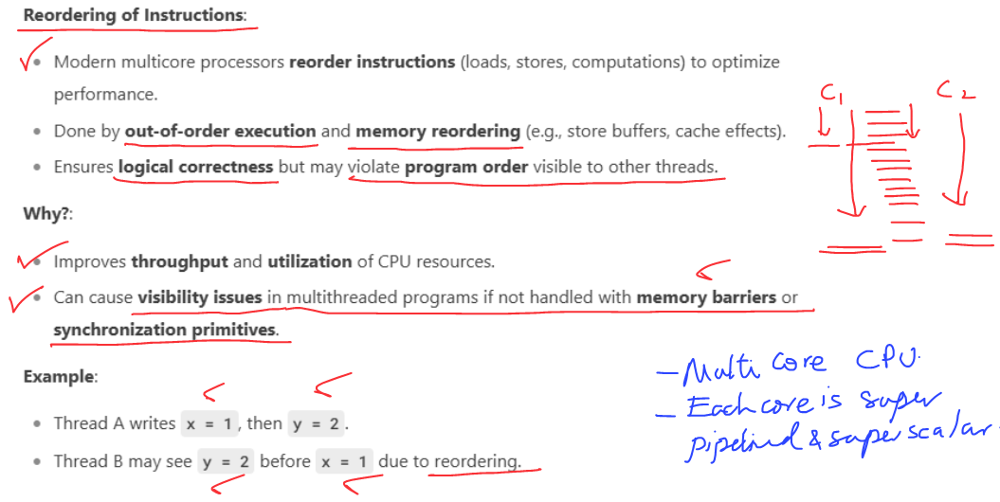 Reordering of Instructions:
• Modern multicore processors reorder instructions (loads, stores, computations) to optimize
performance.
• Done by out-of-order execution and memory reordering (e.g., store buffers, cache effects).
• Ensures logical correctness but may violate program order visible to other threads.
C1 C2
Why?:
• Improves throughput and utilization of CPU resources.
• Can cause visibility issues in multithreaded programs if not handled with memory barriers or
synchronization primitives.
Example:
• Thread A writes x = 1, then y = 2.
• Thread B may see y = 2 before x = 1 due to reordering.
- Multi core CPU.
- Each core is super
pipelined & superscalar.